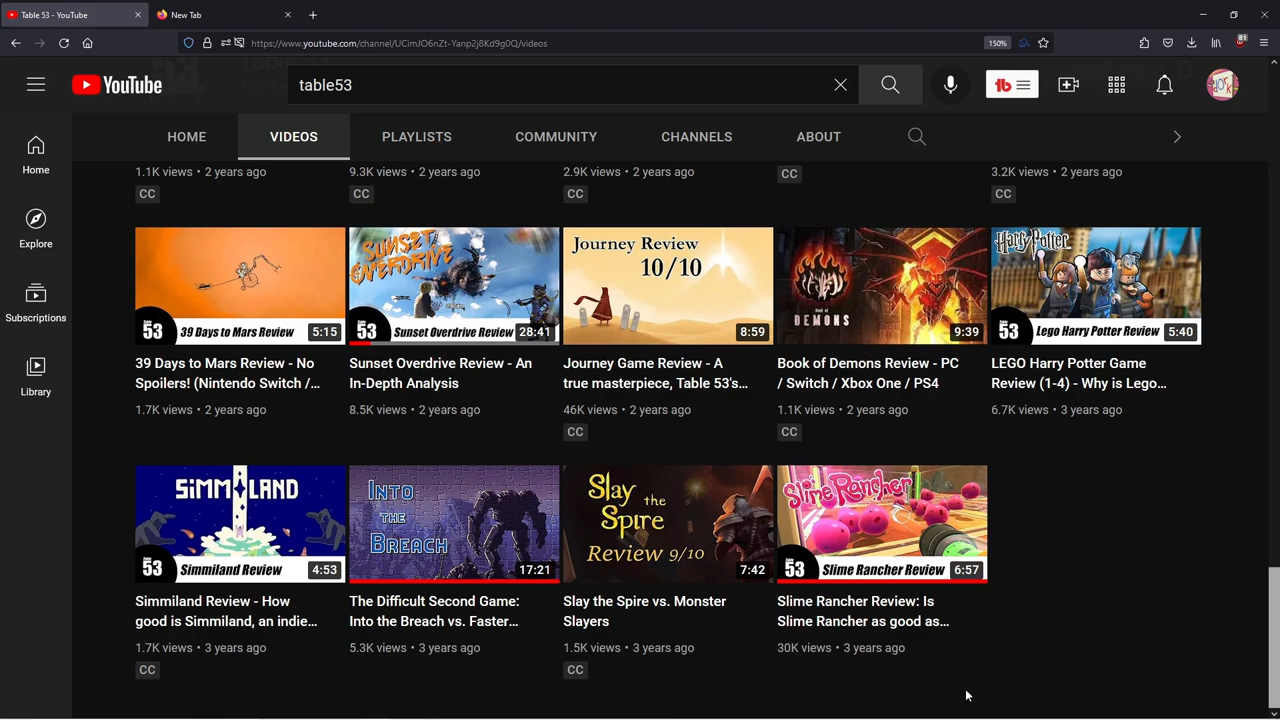 Table 53 - YouTube
New Tab
https://www.youtube.com/channel/UCimJO6nZt-Yanp2j8Kd9g0Q/videos
150%
81
YouTube
table53
HOME
VIDEOS
PLAYLISTS
COMMUNITY
CHANNELS
ABOUT
Home
Explore
Subscriptions
Library
1.1K views • 2 years ago
CC
9.3K views • 2 years ago
CC
2.9K views • 2 years ago
CC
CC
3.2K views • 2 years ago
CC
53
39 Days to Mars Review
5:15
39 Days to Mars Review - No
Spoilers! (Nintendo Switch /...
1.7K views • 2 years ago
SUNSET
OVERDRIVE
53
Sunset Overdrive Review
28:41
Sunset Overdrive Review - An
In-Depth Analysis
8.5K views • 2 years ago
Journey Review
10/10
8:59
Journey Game Review - A
true masterpiece, Table 53's...
46K views • 2 years ago
CC
Book of
DEMONS
9:39
Book of Demons Review - PC
/ Switch / Xbox One / PS4
1.1K views • 2 years ago
CC
Harry Potter
53
Lego Harry Potter Review
5:40
LEGO Harry Potter Game
Review (1-4) - Why is Lego...
6.7K views • 3 years ago
SIMMILAND
53
Simmiland Review
4:53
Simmiland Review - How
good is Simmiland, an indie...
1.7K views • 3 years ago
CC
INTO
THE
BREACH
17:21
The Difficult Second Game:
Into the Breach vs. Faster...
5.3K views • 3 years ago
Slay
the
Spire
Review 9/10
7:42
Slay the Spire vs. Monster
Slayers
1.5K views • 3 years ago
CC
Slime Rancher
53
Slime Rancher Review
6:57
Slime Rancher Review: Is
Slime Rancher as good as...
30K views • 3 years ago